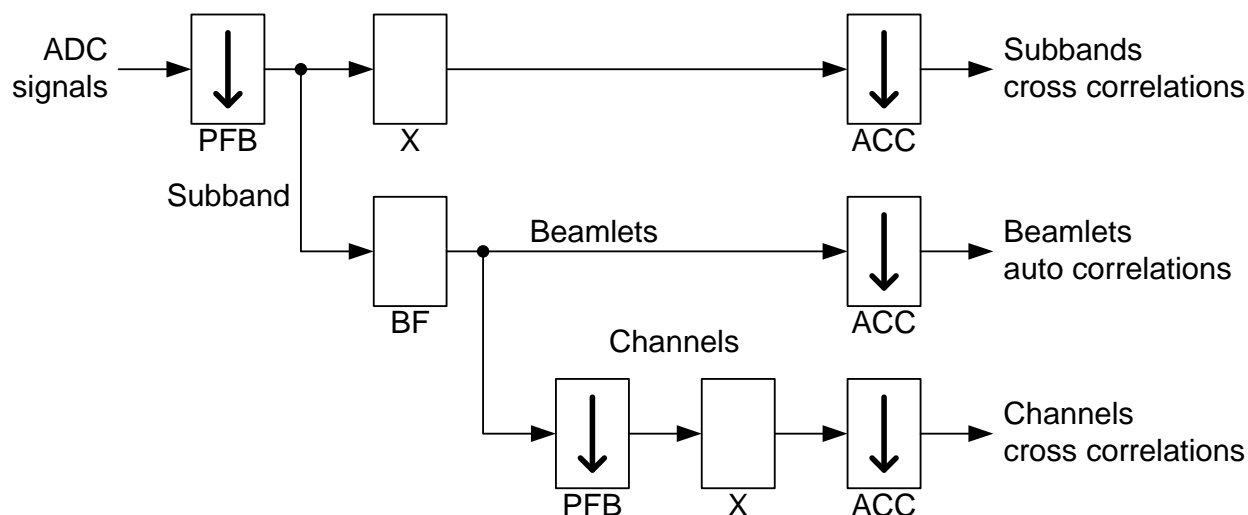 ADC
signals
PFB
X
ACC
Subbands
cross correlations
Subband
BF
Beamlets
ACC
Beamlets
auto correlations
Channels
PFB
X
ACC
Channels
cross correlations